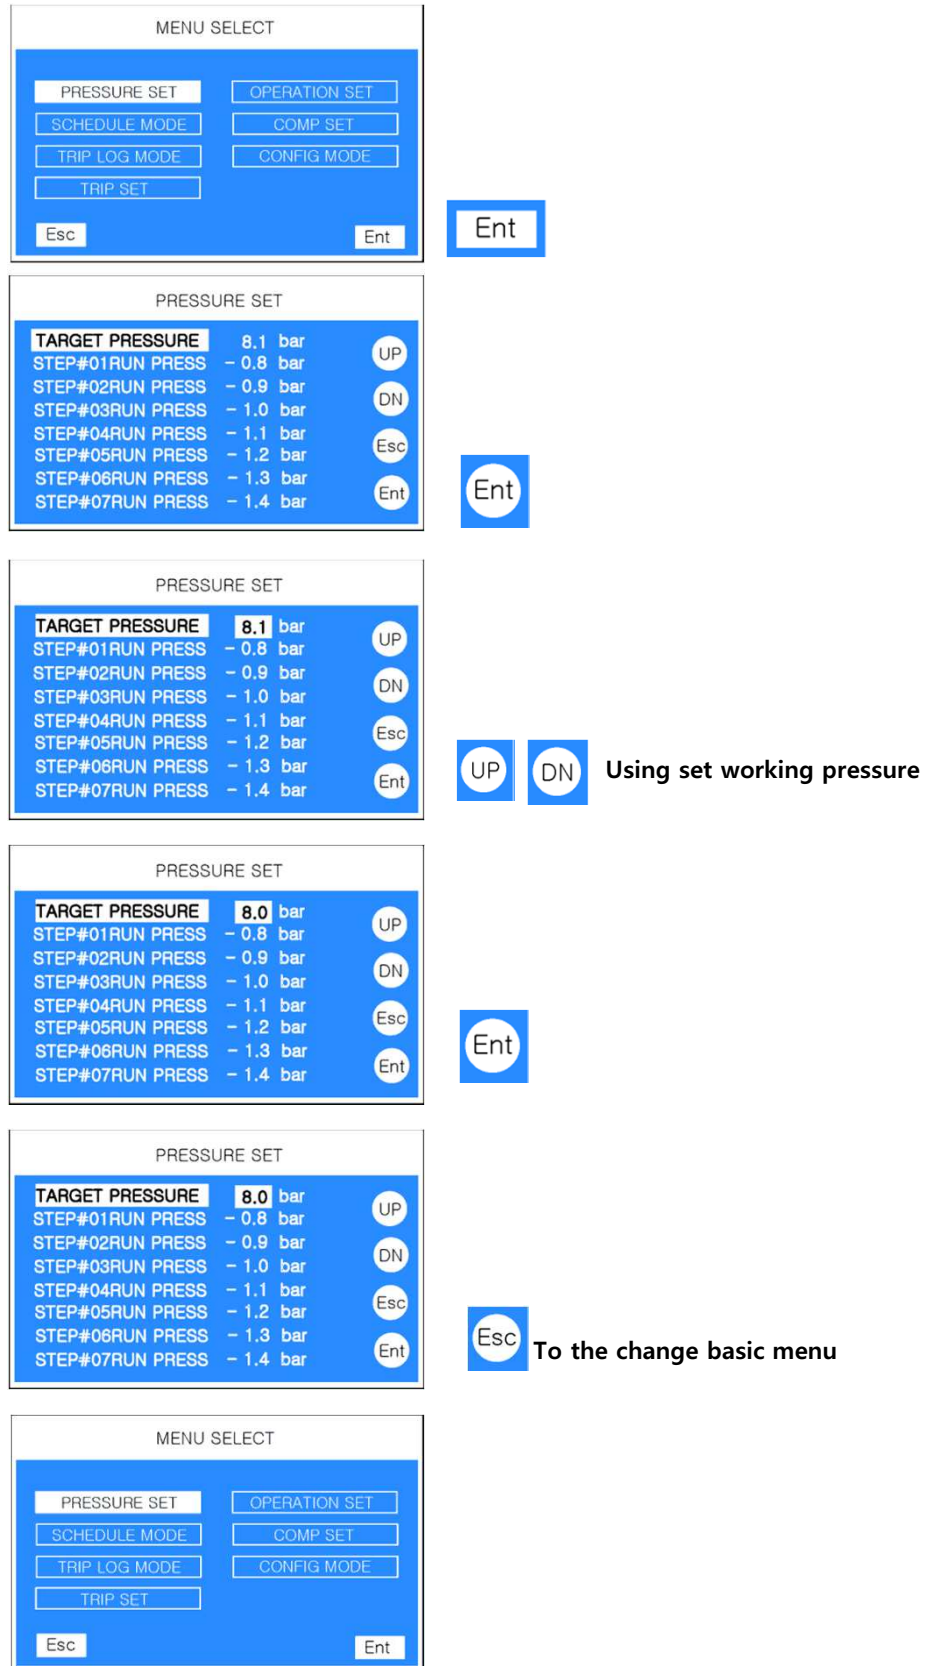 MENU SELECT
PRESSURE SET OPERATION SET
SCHEDULE MODE COMP SET
TRIP LOG MODE CONFIG MODE
TRIP SET
Esc Ent
Ent
PRESSURE SET
TARGET PRESSURE 8.1 bar
UP
STEP#01RUN PRESS - 0.8 bar
STEP#02RUN PRESS - 0.9 bar
DN
STEP#03RUN PRESS - 1.0 bar
STEP#04RUN PRESS - 1.1 bar
Esc
STEP#05RUN PRESS - 1.2 bar
STEP#06RUN PRESS - 1.3 bar
Ent
STEP#07RUN PRESS - 1.4 bar
Ent
PRESSURE SET
TARGET PRESSURE 8.1 bar
UP
STEP#01RUN PRESS - 0.8 bar
STEP#02RUN PRESS - 0.9 bar
DN
STEP#03RUN PRESS - 1.0 bar
STEP#04RUN PRESS - 1.1 bar
Esc
STEP#05RUN PRESS - 1.2 bar
STEP#06RUN PRESS - 1.3 bar
Ent
STEP#07RUN PRESS - 1.4 bar
UP DN Using set working pressure
PRESSURE SET
TARGET PRESSURE 8.0 bar
UP
STEP#01RUN PRESS - 0.8 bar
STEP#02RUN PRESS - 0.9 bar
DN
STEP#03RUN PRESS - 1.0 bar
STEP#04RUN PRESS - 1.1 bar
Esc
STEP#05RUN PRESS - 1.2 bar
STEP#06RUN PRESS - 1.3 bar
Ent
STEP#07RUN PRESS - 1.4 bar
Ent
PRESSURE SET
TARGET PRESSURE 8.0 bar
UP
STEP#01RUN PRESS - 0.8 bar
STEP#02RUN PRESS - 0.9 bar
DN
STEP#03RUN PRESS - 1.0 bar
STEP#04RUN PRESS - 1.1 bar
Esc
STEP#05RUN PRESS - 1.2 bar
STEP#06RUN PRESS - 1.3 bar
Ent
STEP#07RUN PRESS - 1.4 bar
Esc To the change basic menu
MENU SELECT
PRESSURE SET OPERATION SET
SCHEDULE MODE COMP SET
TRIP LOG MODE CONFIG MODE
TRIP SET
Esc Ent